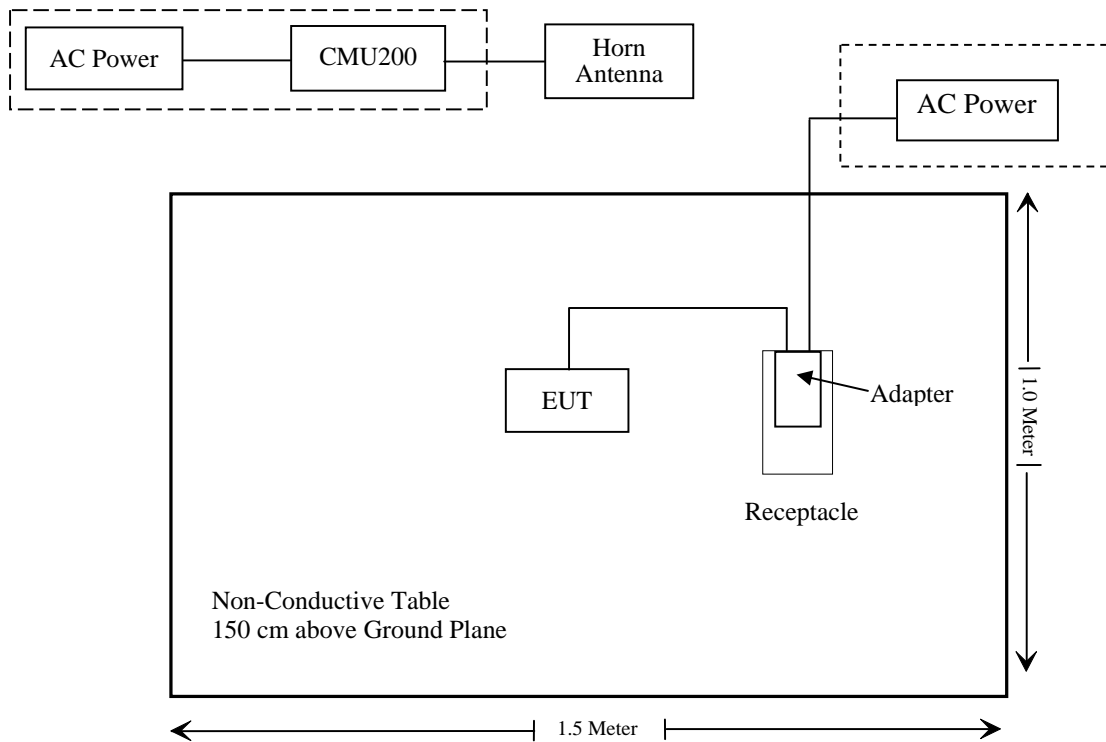 AC Power
CMU200
Horn
Antenna
AC Power
EUT
Adapter
1.0 Meter
Receptacle
Non-Conductive Table
150 cm above Ground Plane
1.5 Meter